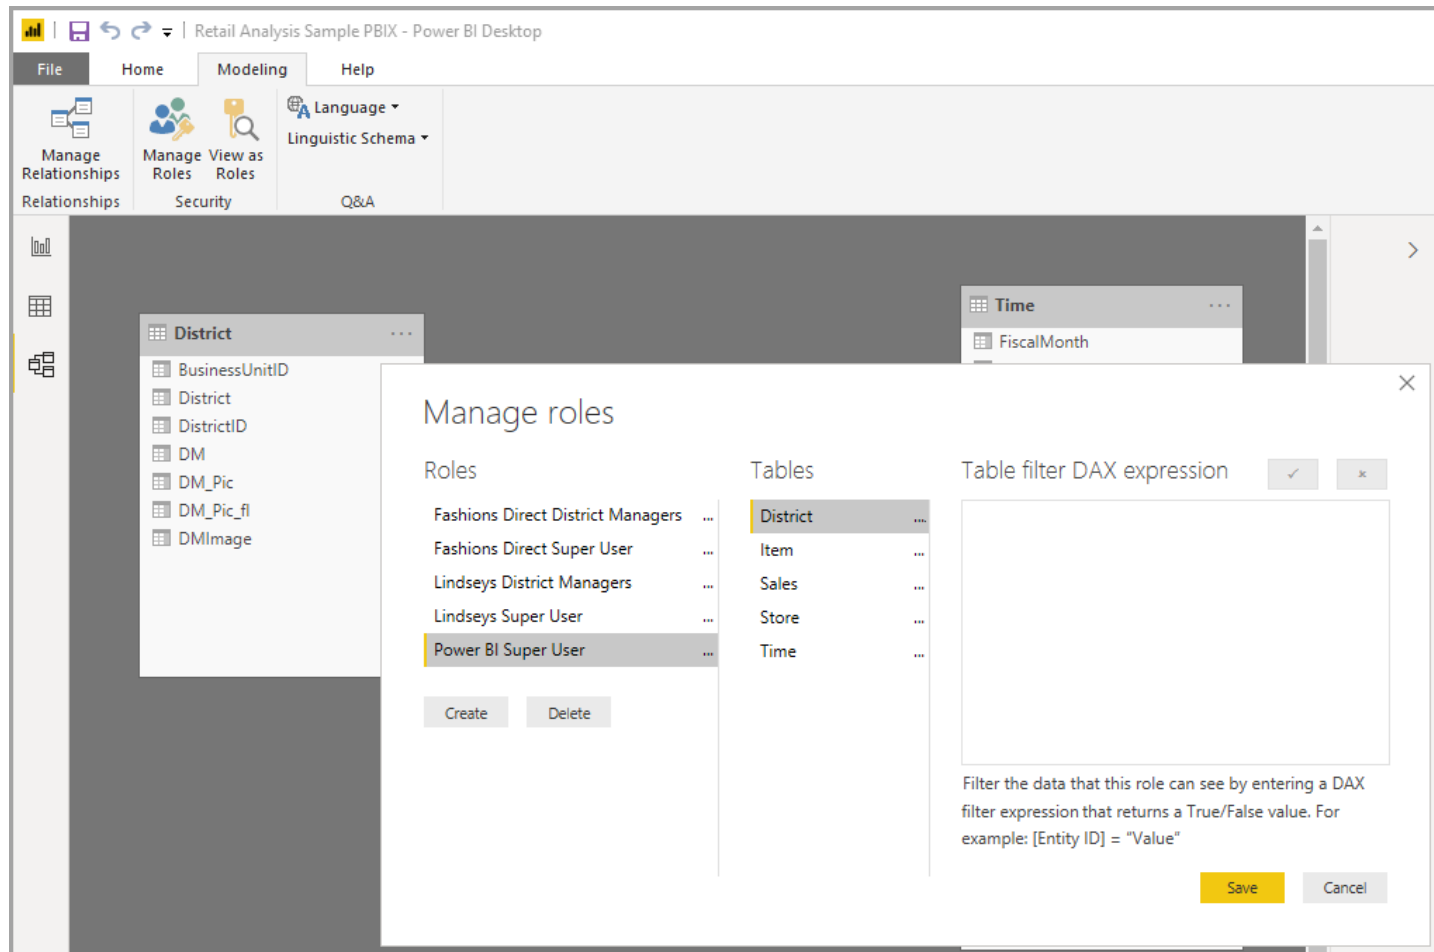 Retail Analysis Sample PBIX - Power BI Desktop
File Home Modeling Help
Manage Relationships
Manage Roles
View as Roles
Language
Linguistic Schema
Relationships Security Q&A
District ...
BusinessUnitID
District
DistrictID
DM
DM_Pic
DM_Pic_fl
DMImage
Time ...
FiscalMonth
Manage roles
Roles
Fashions Direct District Managers ...
Fashions Direct Super User ...
Lindseys District Managers ...
Lindseys Super User ...
Power BI Super User ...
Create Delete
Tables
District ...
Item ...
Sales ...
Store ...
Time ...
Table filter DAX expression
Filter the data that this role can see by entering a DAX
filter expression that returns a True/False value. For
example: [Entity ID] = “Value“
Save Cancel